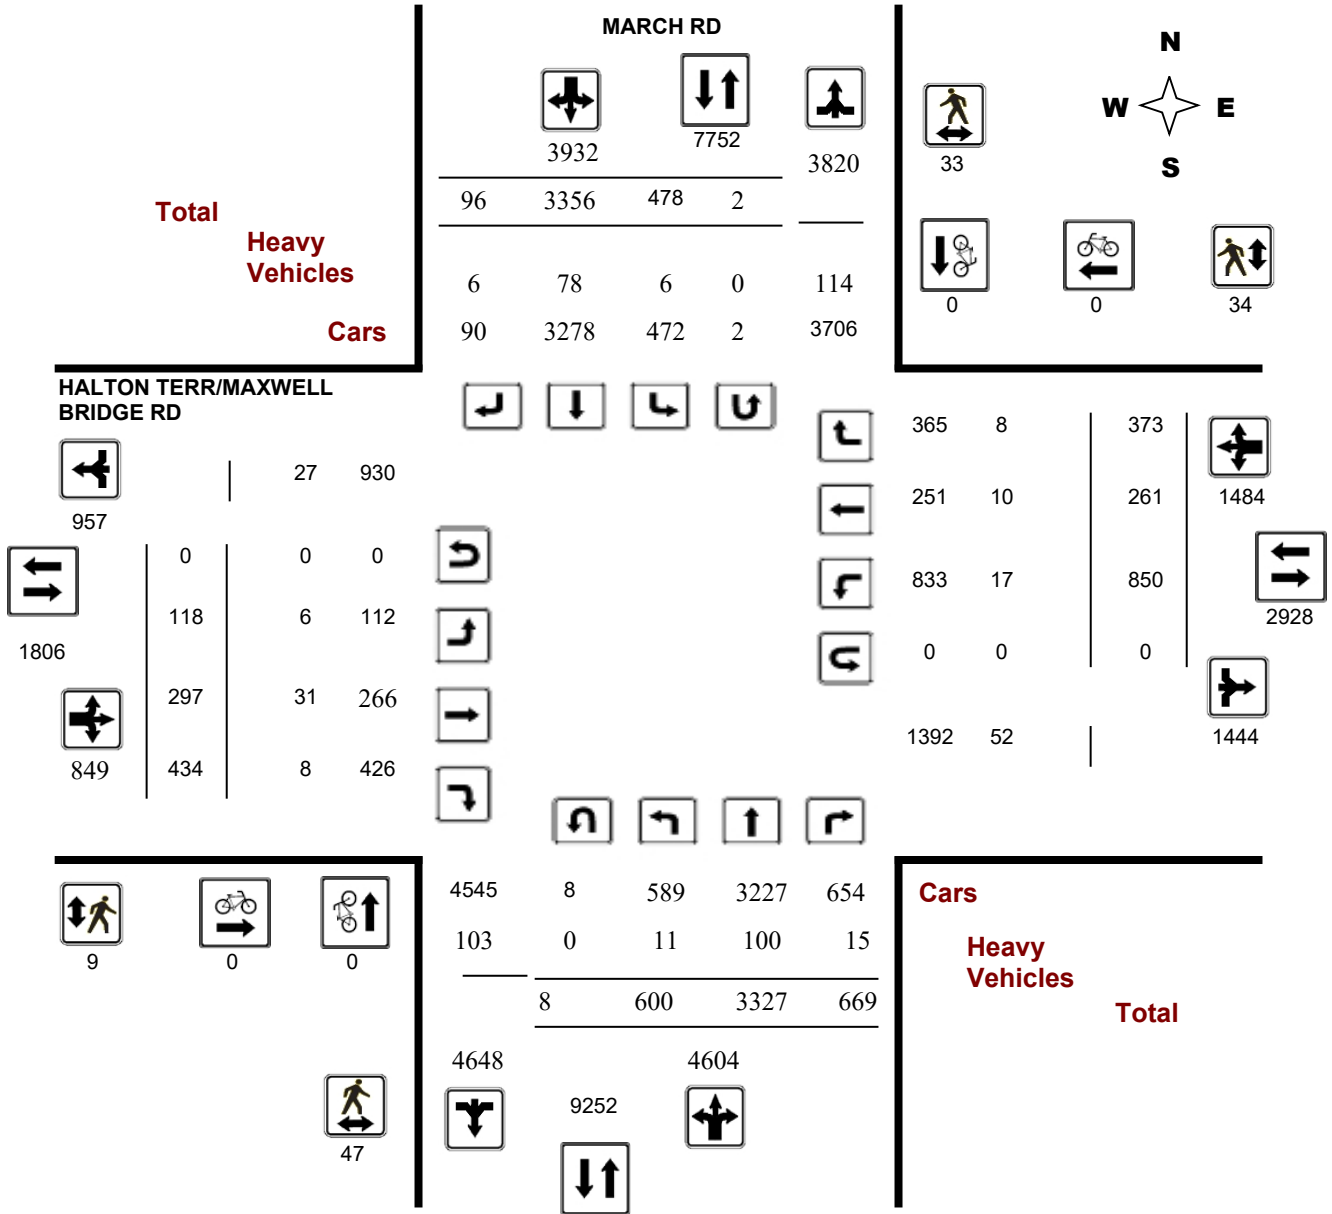 MARCH RD
N
W E
S
3932 7752 3820 33
Total 96 3356 478 2
Heavy
Vehicles
6 78 6 0 114
0 0 34
Cars 90 3278 472 2 3706
HALTON TERR/MAXWELL
BRIDGE RD
365 8 373
27 930
251 10 261 1484
957
0 0 0
833 17 850
118 6 112 2928
1806 0 0 0
297 31 266
1392 52 1444
849 434 8 426
4545 8 589 3227 654 Cars
103 0 11 100 15 Heavy
Vehicles
9 0 0
8 600 3327 669 Total
4648 4604
9252
47